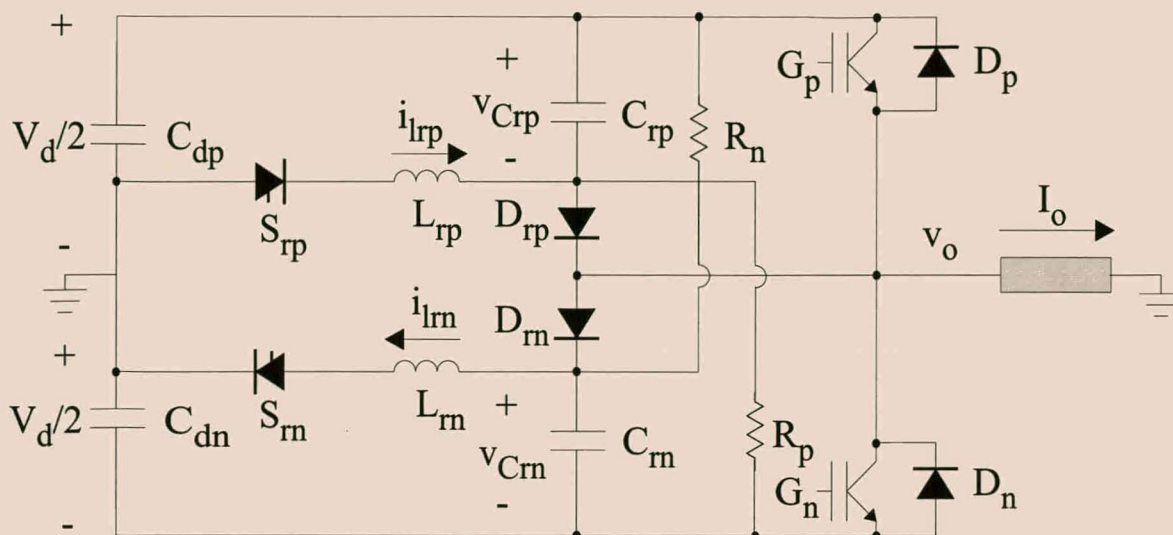 +
+
G_p
D_p
v_Crp
C_rp
V_d/2
C_dp
i_lrp
-
R_n
S_rp
L_rp
D_rp
I_o
-
v_o
i_lrn
D_rn
+
V_d/2
C_dn
S_rn
L_rn
+
v_Crn
C_rn
R_p
G_n
D_n
-
-